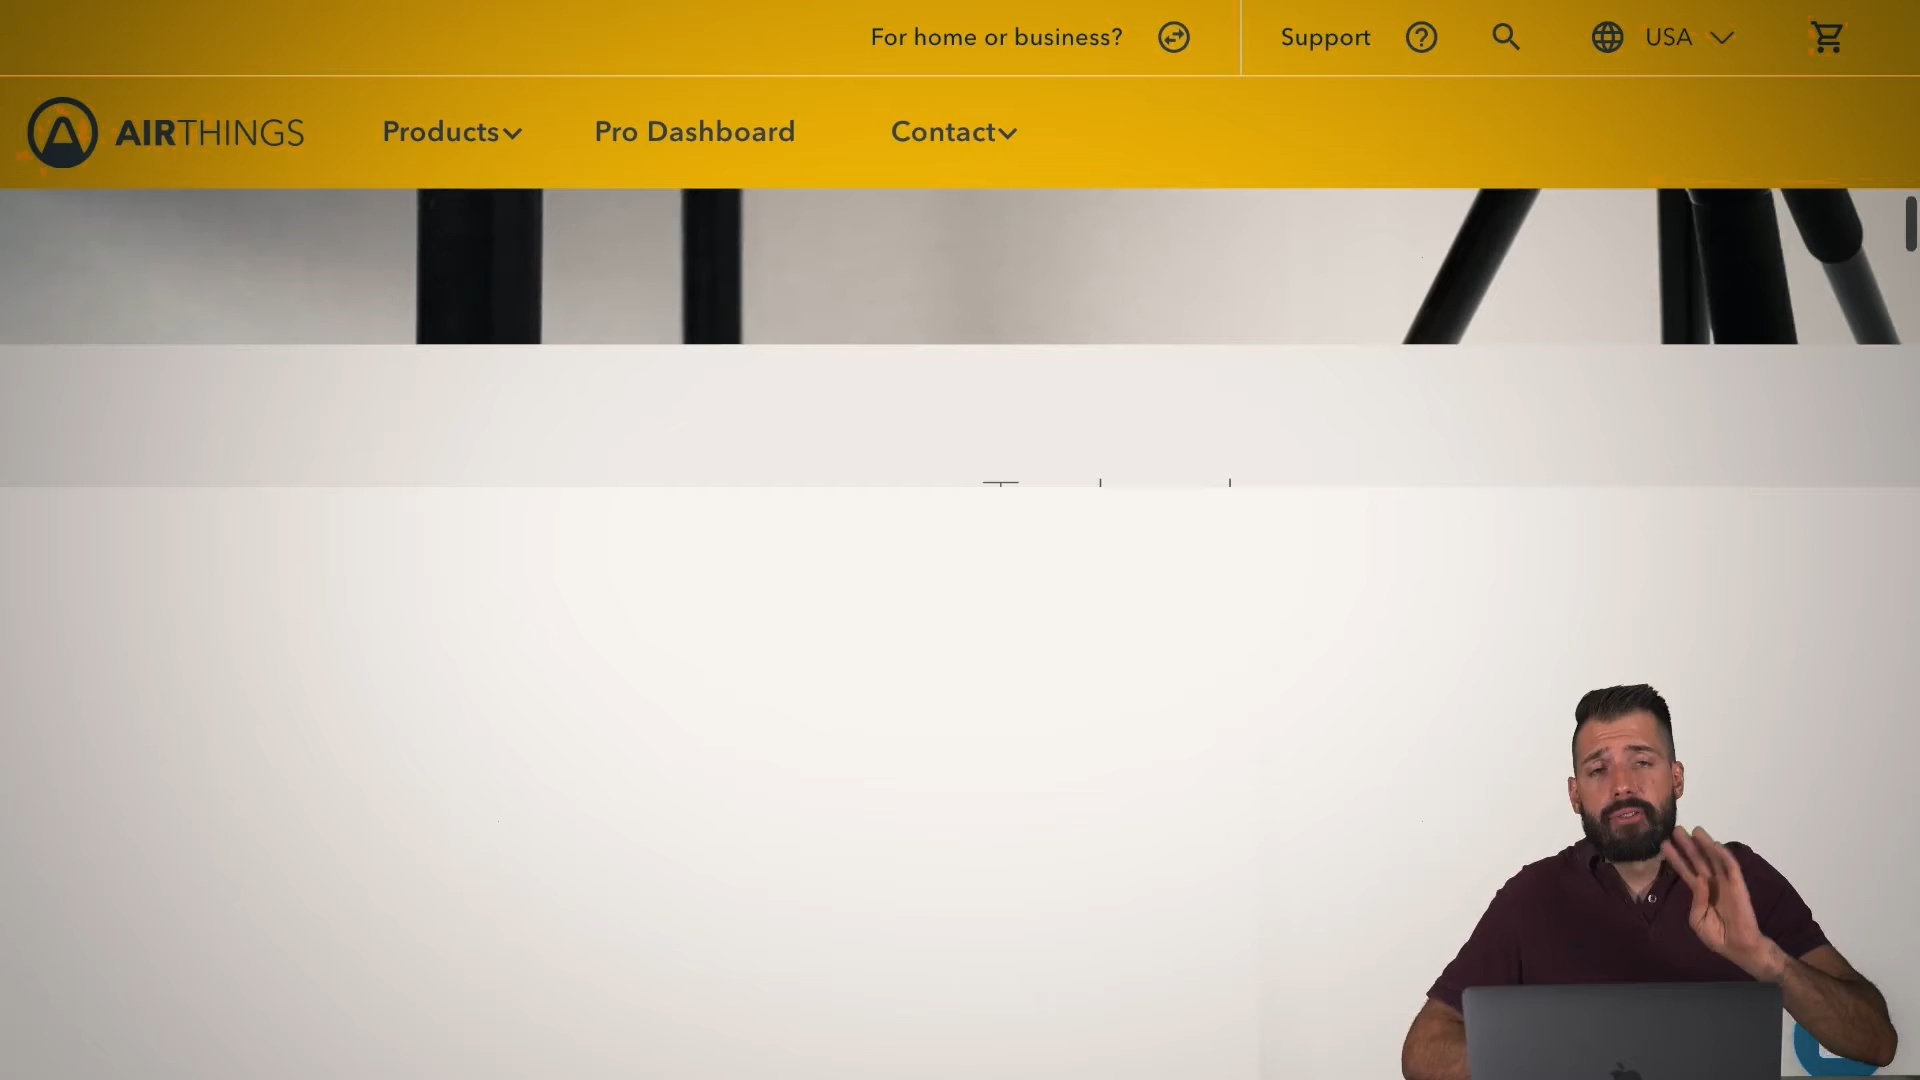 For home or business?
Support
USA
AIRTHINGS
Products
Pro Dashboard
Contact